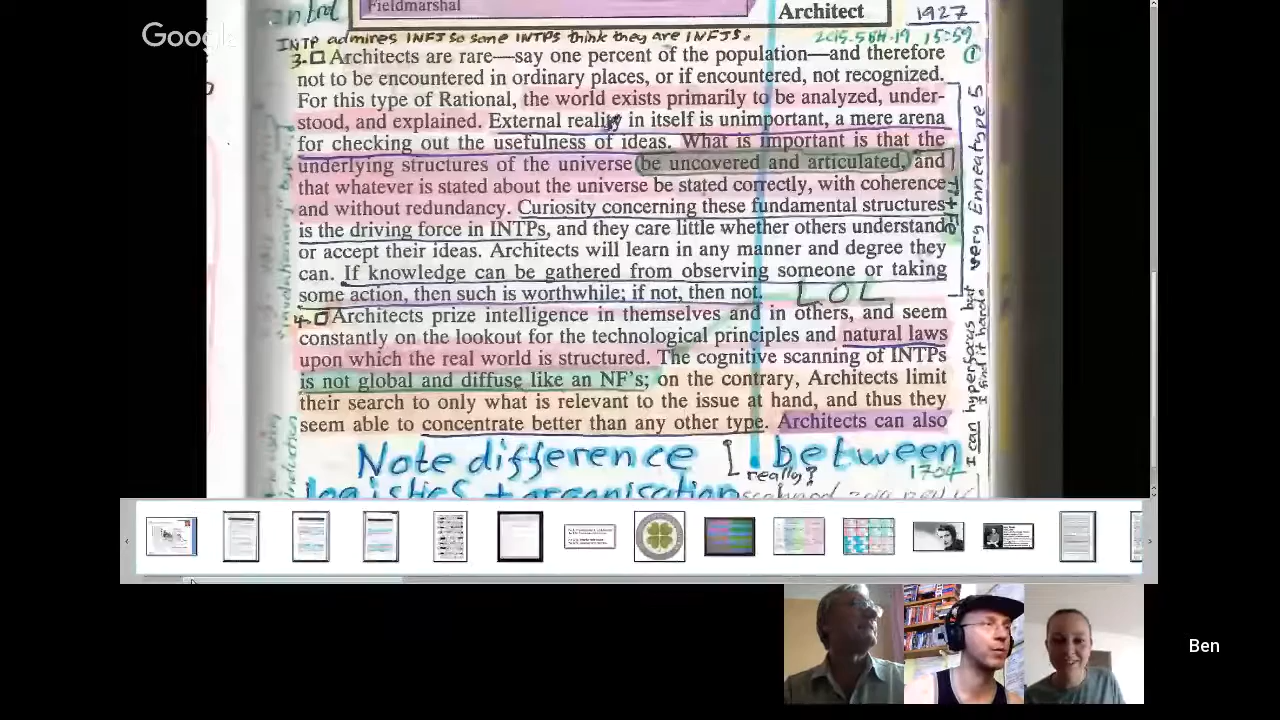 Google
ntrol
Fieldmarshal
Architect
1927
INTP admires INFJ so some INTPs think they are INFJs.
15:59
3. Architects are rare—say one percent of the population—and therefore
not to be encountered in ordinary places, or if encountered, not recognized.
For this type of Rational, the world exists primarily to be analyzed, under-
stood, and explained. External reality in itself is unimportant, a mere arena
for checking out the usefulness of ideas. What is important is that the
underlying structures of the universe be uncovered and articulated, and
that whatever is stated about the universe be stated correctly, with coherence
and without redundancy. Curiosity concerning these fundamental structures
is the driving force in INTPs, and they care little whether others understand
or accept their ideas. Architects will learn in any manner and degree they
can. If knowledge can be gathered from observing someone or taking
some action, then such is worthwhile; if not, then not. LOL
4. Architects prize intelligence in themselves and in others, and seem
constantly on the lookout for the technological principles and natural laws
upon which the real world is structured. The cognitive scanning of INTPs
is not global and diffuse like an NF's; on the contrary, Architects limit
their search to only what is relevant to the issue at hand, and thus they
seem able to concentrate better than any other type. Architects can also
very Enneatype 5
I can hyperfocus but
I find it hard
Note difference between
really?
1704
logistics + organisation
Ben